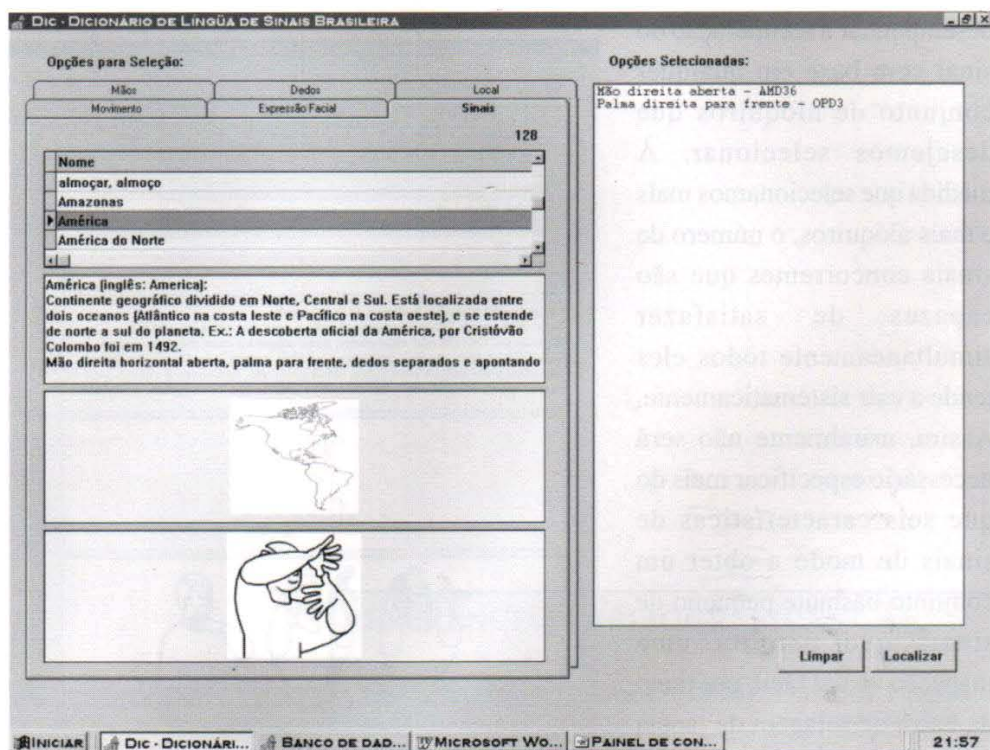 DIC - DICIONÁRIO DE LÍNGÜA DE SINAIS BRASILEIRA
Opções para Seleção:
Mãos Dedos Local
Movimento Expressão Facial Sinais
128
Nome
almoçar, almoço
Amazonas
América
América do Norte
América (inglês: America):
Continente geográfico dividido em Norte, Central e Sul. Está localizada entre
dois oceanos (Atlântico na costa leste e Pacífico na costa oeste), e se estende
de norte a sul do planeta. Ex.: A descoberta oficial da América, por Cristóvão
Colombo foi em 1492.
Mão direita horizontal aberta, palma para frente, dedos separados e apontando
Opções Selecionadas:
Mão direita aberta - AMD36
Palma direita para frente - OPD3
Limpar Localizar
INICIAR DIC - DICIONÁRI... BANCO DE DAD... MICROSOFT WO... PAINEL DE CON... 21:57